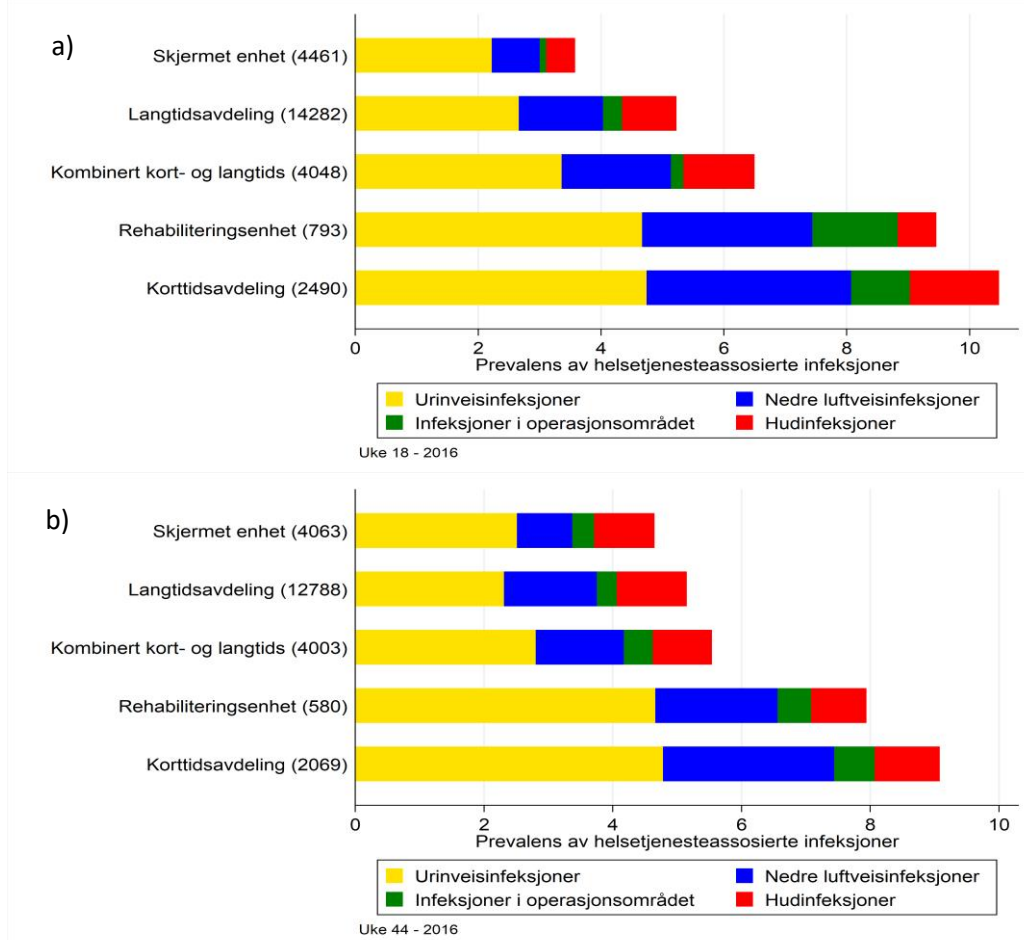 a)
Skjermet enhet (4461)
Langtidsavdeling (14282)
Kombinert kort- og langtids (4048)
Rehabiliteringsenhet (793)
Korttidsavdeling (2490)
0 2 4 6 8 10
Prevalens av helsetjenesteassosierte infeksjoner
Urinveisinfeksjoner Nedre luftveisinfeksjoner
Infeksjoner i operasjonsområdet Hudinfeksjoner
Uke 18 - 2016
b)
Skjermet enhet (4063)
Langtidsavdeling (12788)
Kombinert kort- og langtids (4003)
Rehabiliteringsenhet (580)
Korttidsavdeling (2069)
0 2 4 6 8 10
Prevalens av helsetjenesteassosierte infeksjoner
Urinveisinfeksjoner Nedre luftveisinfeksjoner
Infeksjoner i operasjonsområdet Hudinfeksjoner
Uke 44 - 2016